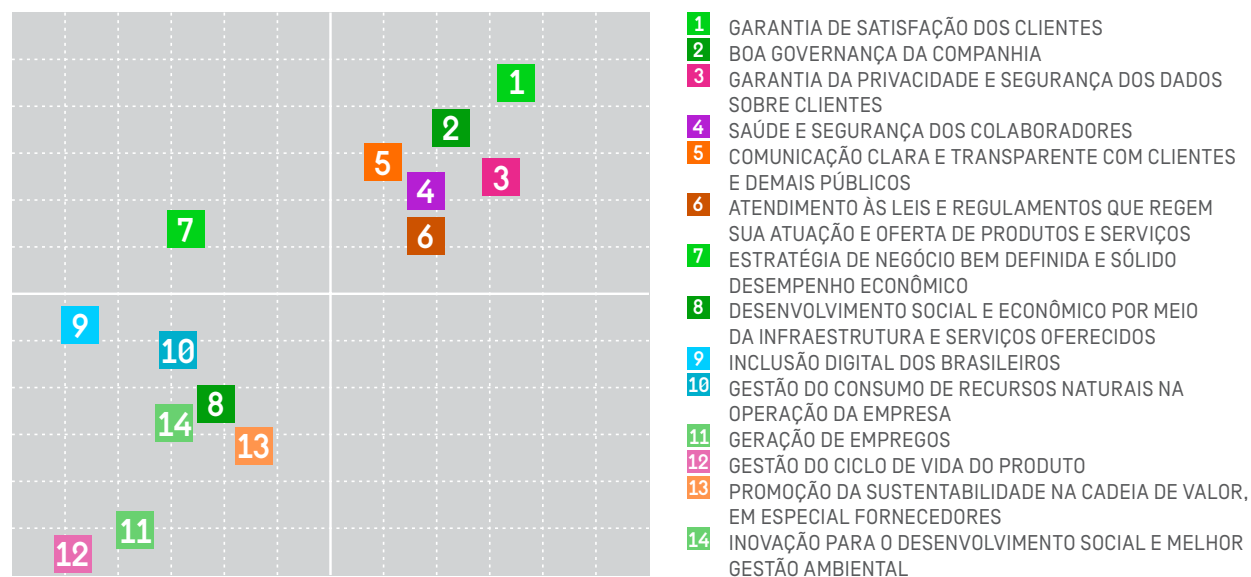 1
2
5
3
4
7
6
9
10
8
14
13
11
12
1 GARANTIA DE SATISFAÇÃO DOS CLIENTES
2 BOA GOVERNANÇA DA COMPANHIA
3 GARANTIA DA PRIVACIDADE E SEGURANÇA DOS DADOS
SOBRE CLIENTES
4 SAÚDE E SEGURANÇA DOS COLABORADORES
5 COMUNICAÇÃO CLARA E TRANSPARENTE COM CLIENTES
E DEMAIS PÚBLICOS
6 ATENDIMENTO ÀS LEIS E REGULAMENTOS QUE REGEM
SUA ATUAÇÃO E OFERTA DE PRODUTOS E SERVIÇOS
7 ESTRATÉGIA DE NEGÓCIO BEM DEFINIDA E SÓLIDO
DESEMPENHO ECONÔMICO
8 DESENVOLVIMENTO SOCIAL E ECONÔMICO POR MEIO
DA INFRAESTRUTURA E SERVIÇOS OFERECIDOS
9 INCLUSÃO DIGITAL DOS BRASILEIROS
10 GESTÃO DO CONSUMO DE RECURSOS NATURAIS NA
OPERAÇÃO DA EMPRESA
11 GERAÇÃO DE EMPREGOS
12 GESTÃO DO CICLO DE VIDA DO PRODUTO
13 PROMOÇÃO DA SUSTENTABILIDADE NA CADEIA DE VALOR,
EM ESPECIAL FORNECEDORES
14 INOVAÇÃO PARA O DESENVOLVIMENTO SOCIAL E MELHOR
GESTÃO AMBIENTAL